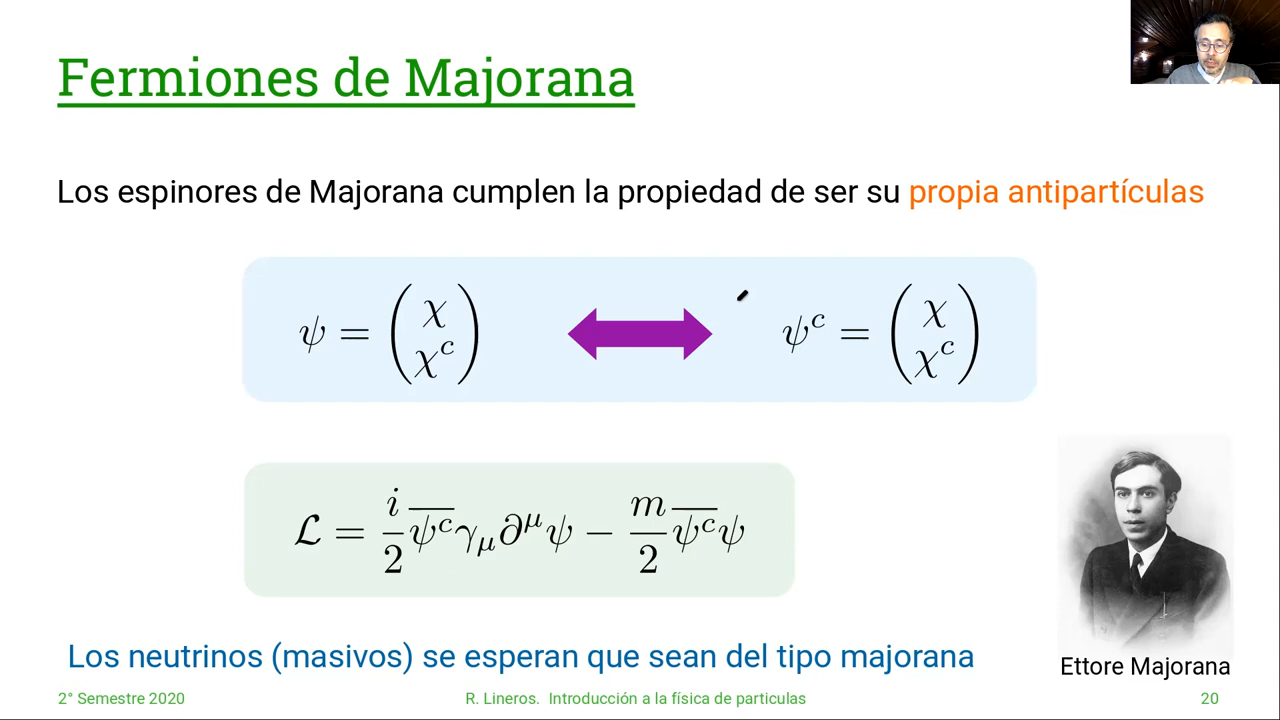 Fermiones de Majorana
Los espinores de Majorana cumplen la propiedad de ser su propia antipartículas
ψ = (χ χ^c) ψ^c = (χ χ^c)
ℒ = i/2 \overline{ψ^c} γ_μ ∂^μ ψ − m/2 \overline{ψ^c} ψ
Los neutrinos (masivos) se esperan que sean del tipo majorana
Ettore Majorana
2° Semestre 2020
R. Lineros. Introducción a la física de particulas
20